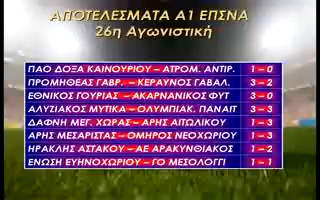 ΑΠΟΤΕΛΕΣΜΑΤΑ Α1 ΕΠΣΝΑ
26η Αγωνιστική
ΠΑΟ ΔΟΞΑ ΚΑΙΝΟΥΡΙΟΥ – ΑΤΡΟΜ. ΑΝΤΙΡ. 1 – 0
ΠΡΟΜΗΘΕΑΣ ΓΑΒΡ. – ΚΕΡΑΥΝΟΣ ΓΑΒΑΛ. 3 – 2
ΕΘΝΙΚΟΣ ΓΟΥΡΙΑΣ – ΑΚΑΡΝΑΝΙΚΟΣ ΦΥΤ 3 – 0
ΑΛΥΖΙΑΚΟΣ ΜΥΤΙΚΑ – ΟΛΥΜΠΙΑΚ. ΠΑΝΑΙΤ 3 – 3
ΔΑΦΝΗ ΜΕΓ. ΧΩΡΑΣ – ΑΡΗΣ ΑΙΤΩΛΙΚΟΥ 1 – 3
ΑΡΗΣ ΜΕΣΑΡΙΣΤΑΣ – ΟΜΗΡΟΣ ΝΕΟΧΩΡΙΟΥ 1 – 3
ΗΡΑΚΛΗΣ ΑΣΤΑΚΟΥ – ΑΕ ΑΡΑΚΥΝΘΙΑΚΟΣ 1 – 2
ΕΝΩΣΗ ΕΥΗΝΟΧΩΡΙΟΥ – ΓΟ ΜΕΣΟΛΟΓΓΙ 1 – 1